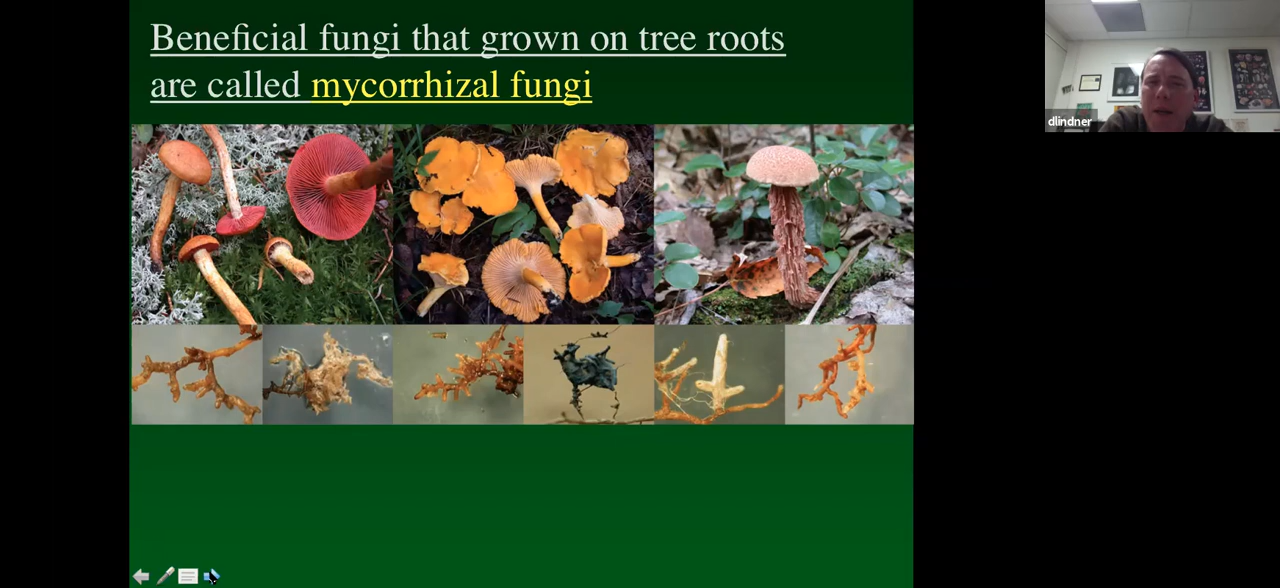 Beneficial fungi that grown on tree roots
are called mycorrhizal fungi
dlindner